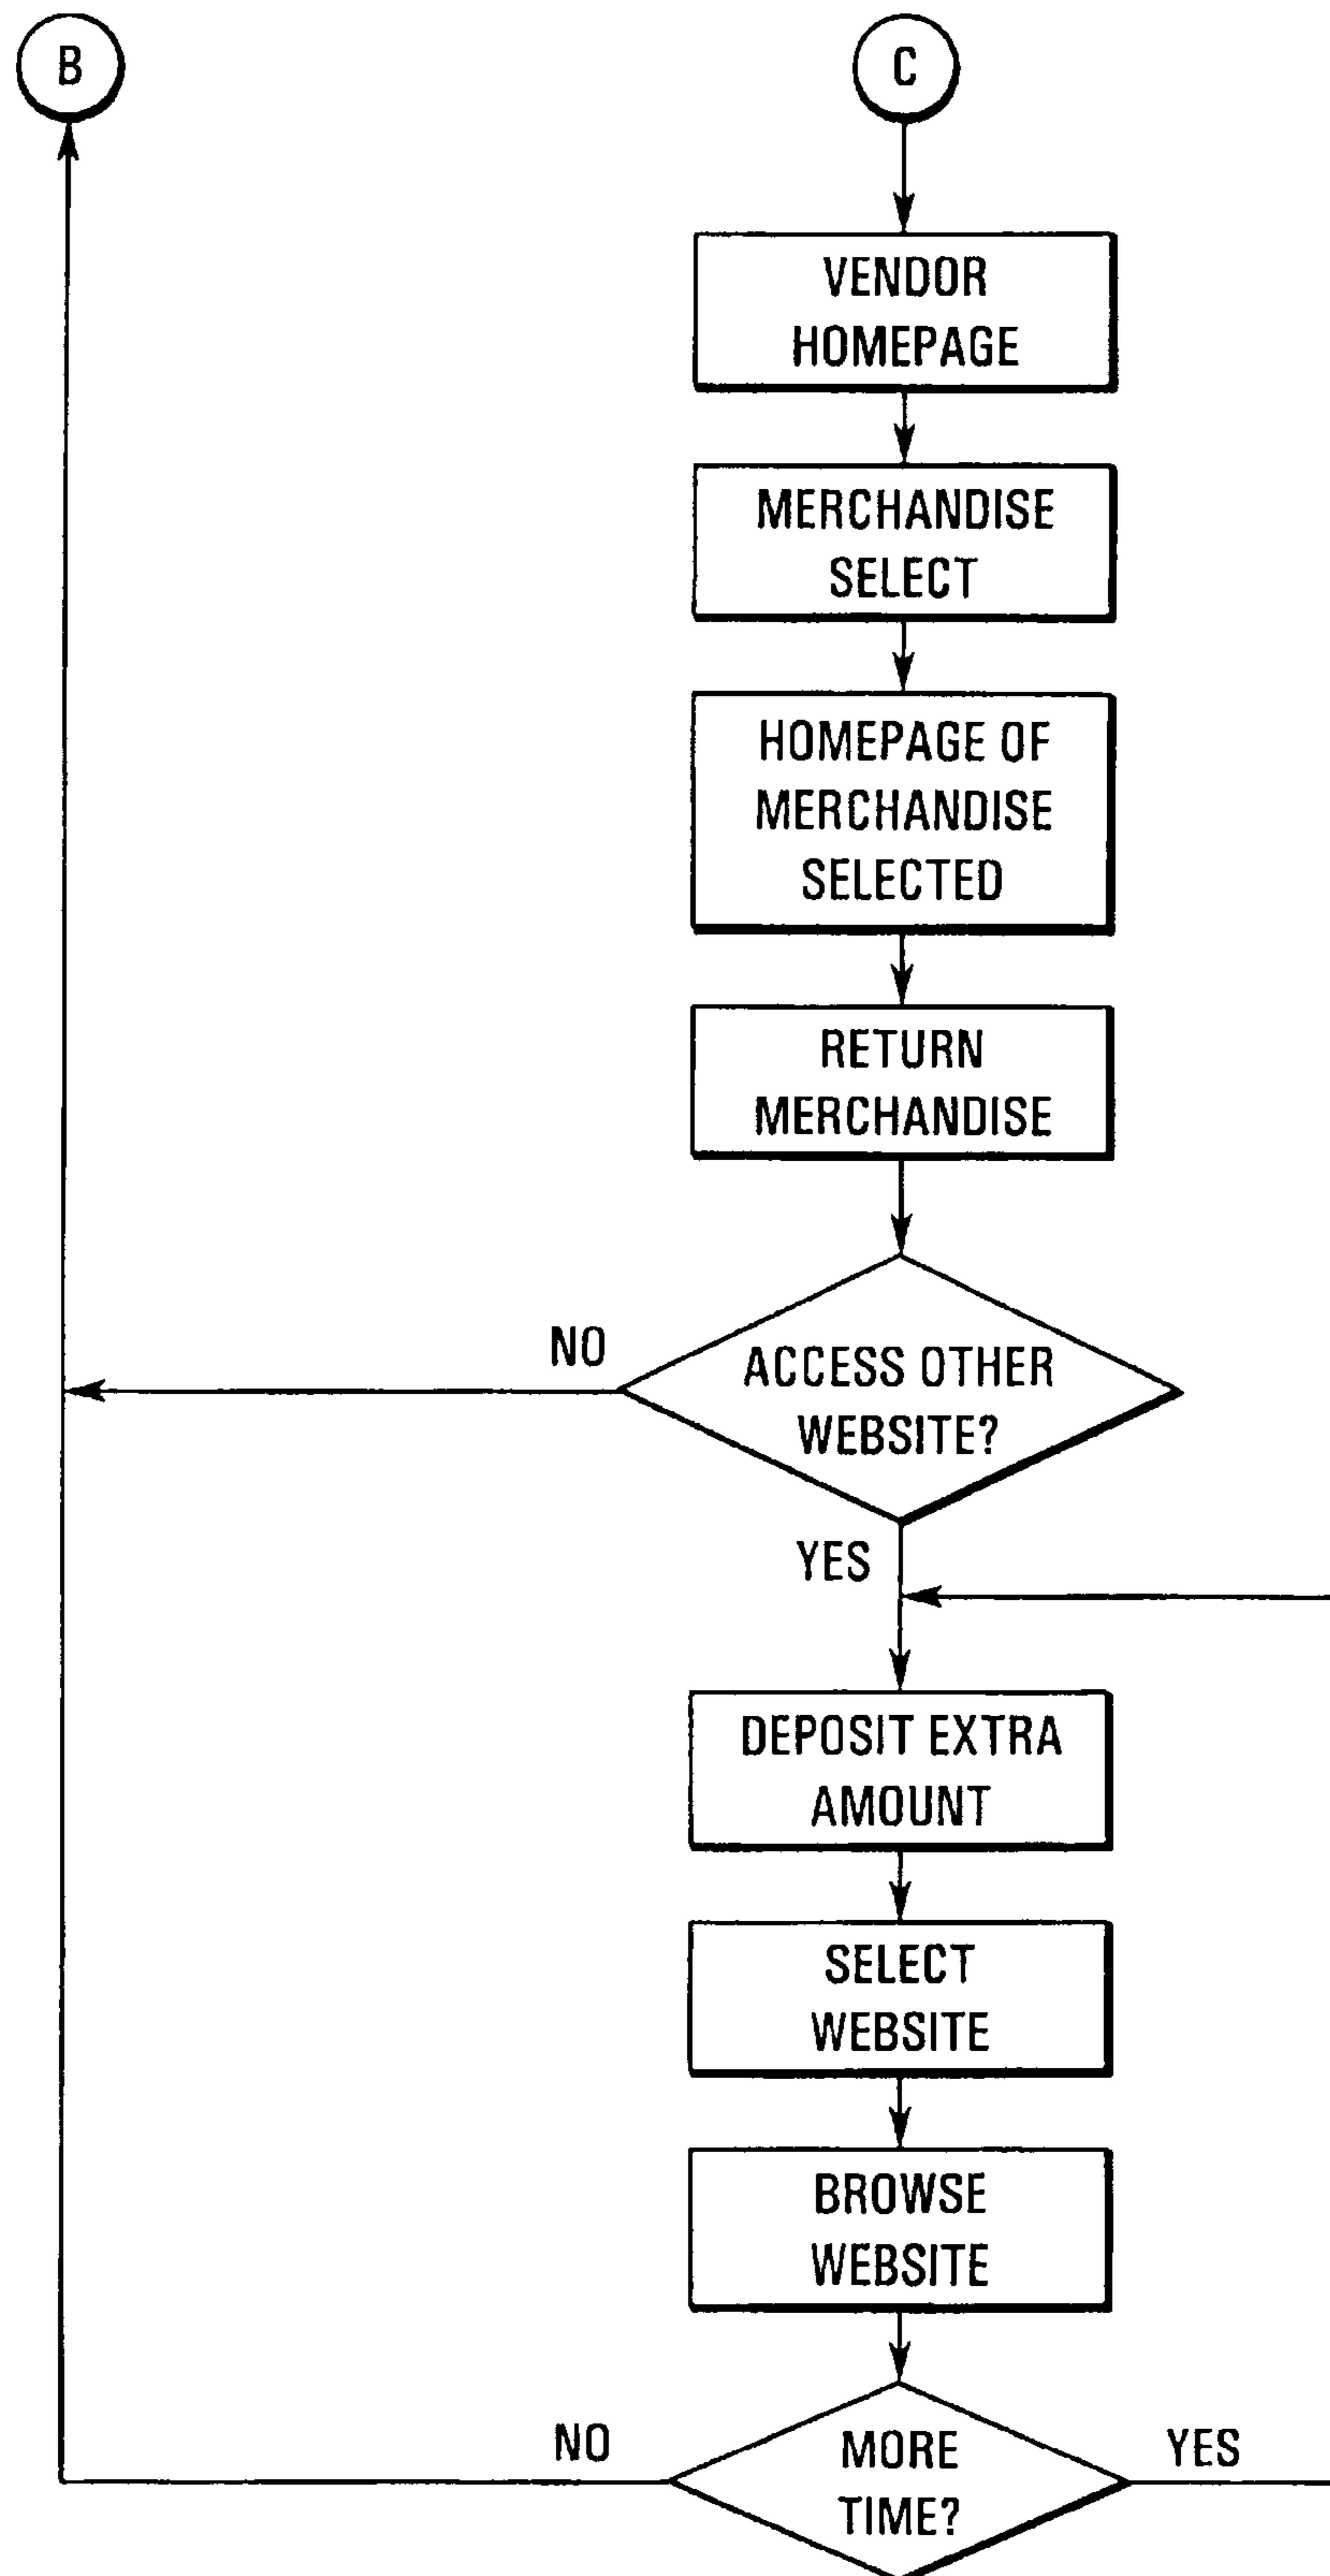 B
C
VENDOR
HOMEPAGE
MERCHANDISE
SELECT
HOMEPAGE OF
MERCHANDISE
SELECTED
RETURN
MERCHANDISE
NO
ACCESS OTHER
WEBSITE?
YES
DEPOSIT EXTRA
AMOUNT
SELECT
WEBSITE
BROWSE
WEBSITE
NO
MORE
TIME?
YES